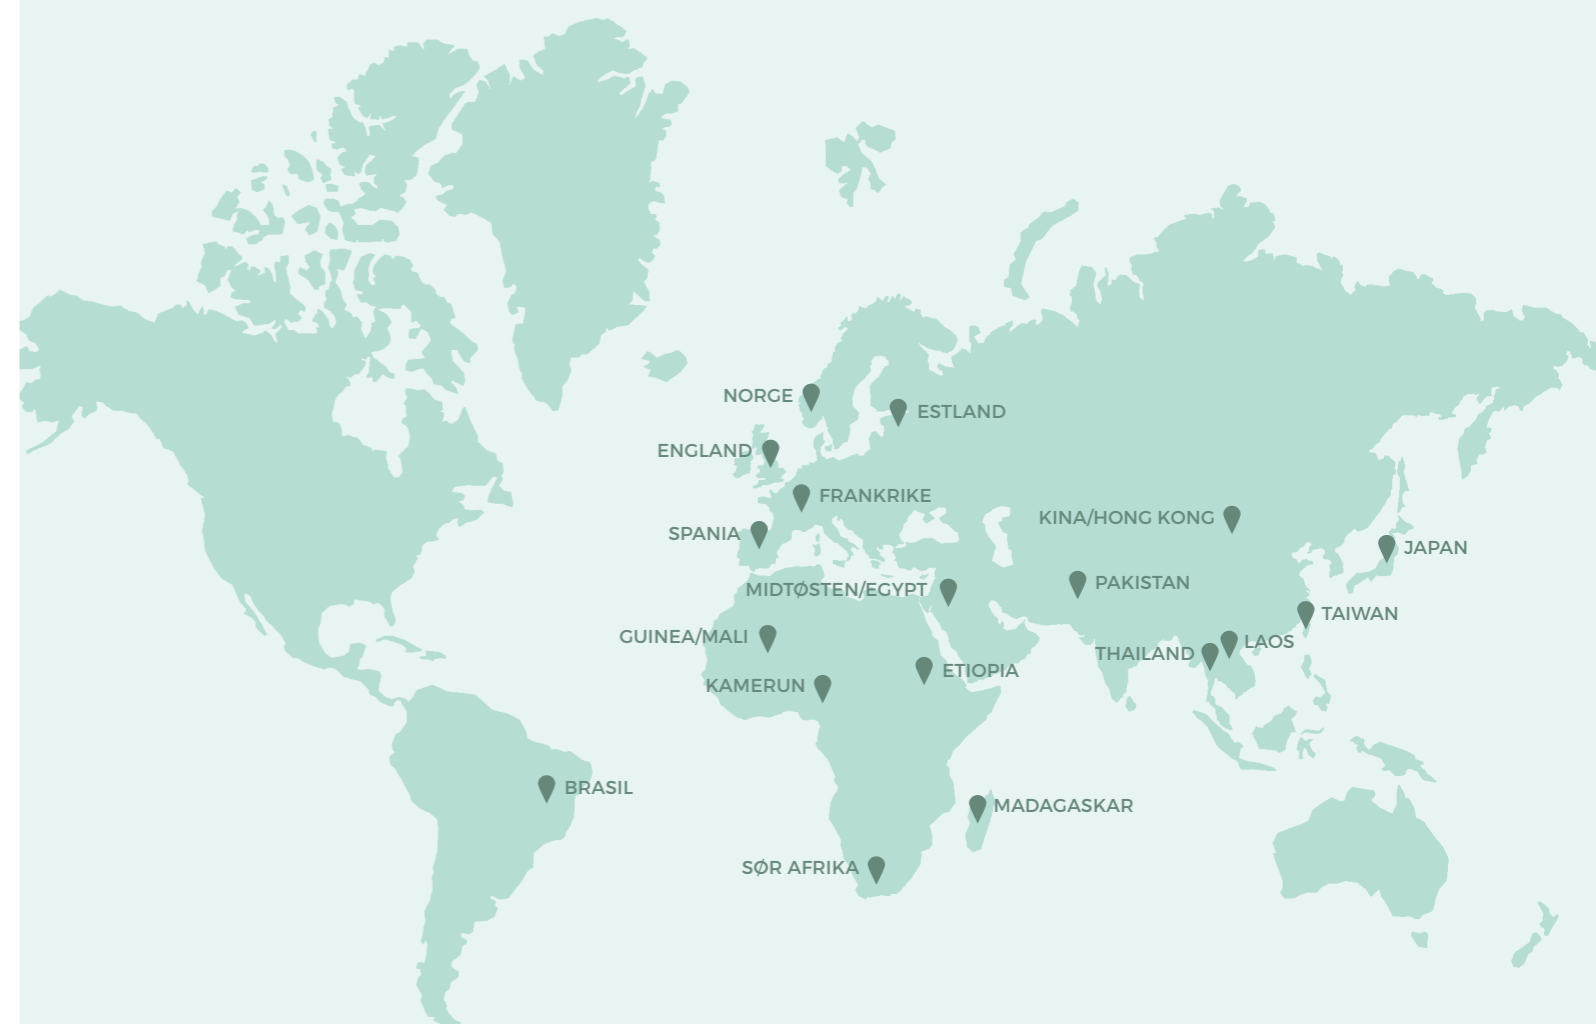 NORGE
ESTLAND
ENGLAND
FRANKRIKE
KINA/HONG KONG
SPANIA
JAPAN
PAKISTAN
MIDTØSTEN/EGYPT
TAIWAN
GUINEA/MALI
LAOS
THAILAND
ETIOPIA
KAMERUN
BRASIL
MADAGASKAR
SØR AFRIKA